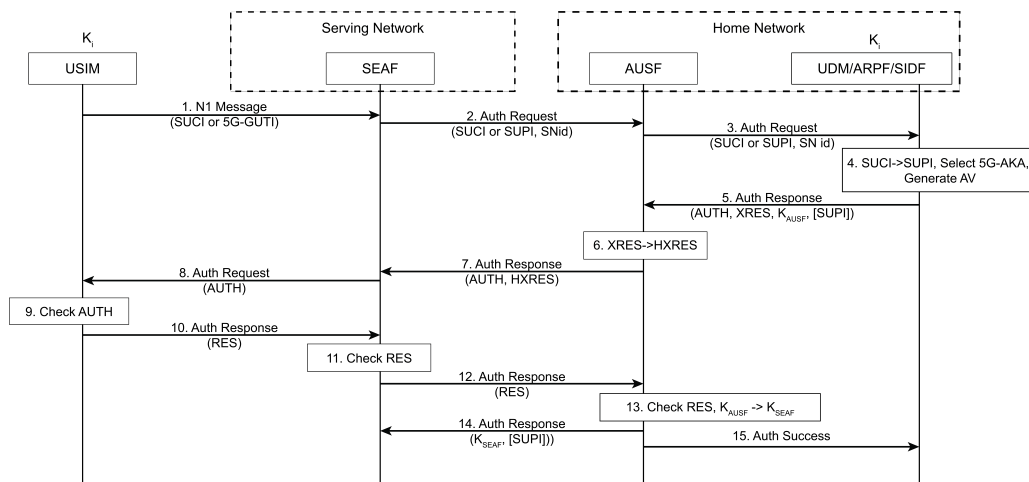 Serving Network
Home Network
Ki
Ki
USIM
SEAF
AUSF
UDM/ARPF/SIDF
1. N1 Message
(SUCI or 5G-GUTI)
2. Auth Request
(SUCI or SUPI, SNid)
3. Auth Request
(SUCI or SUPI, SN id)
4. SUCI->SUPI, Select 5G-AKA,
Generate AV
5. Auth Response
(AUTH, XRES, KAUSF, [SUPI])
6. XRES->HXRES
7. Auth Response
(AUTH, HXRES)
8. Auth Request
(AUTH)
9. Check AUTH
10. Auth Response
(RES)
11. Check RES
12. Auth Response
(RES)
13. Check RES, KAUSF -> KSEAF
14. Auth Response
(KSEAF, [SUPI]))
15. Auth Success